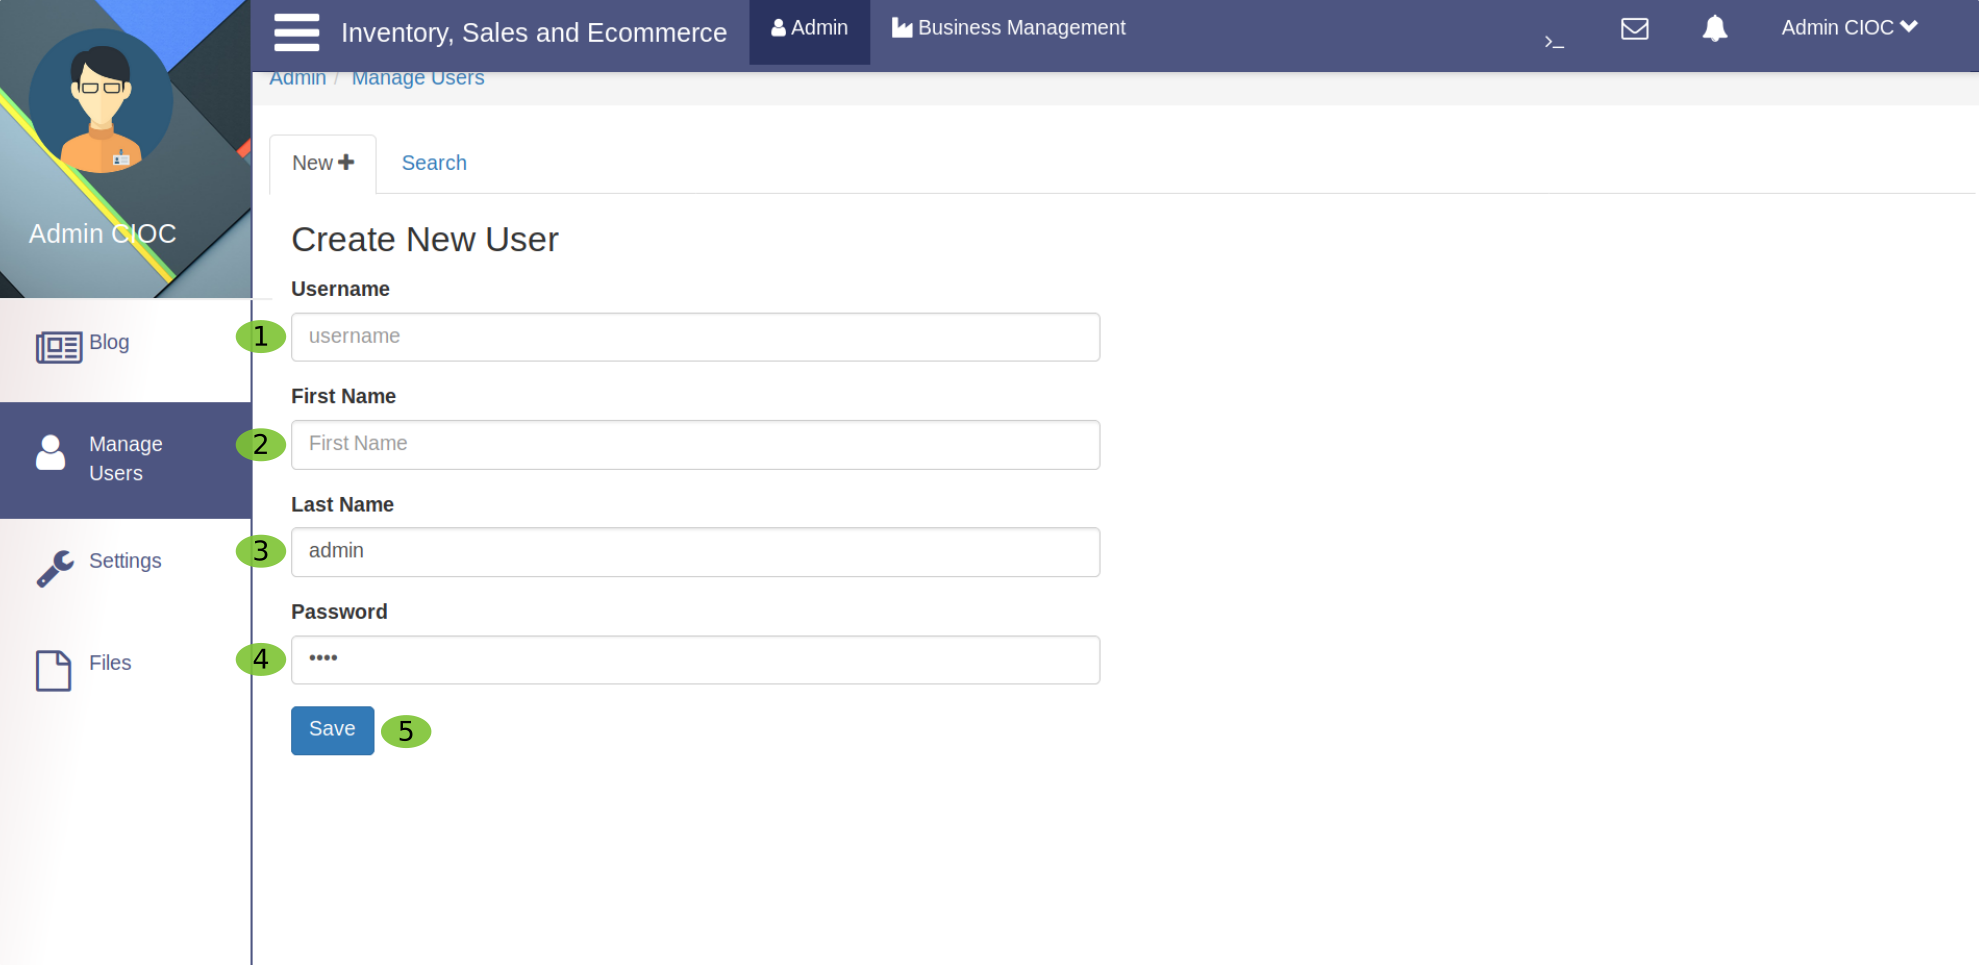 Inventory, Sales and Ecommerce
Admin
Business Management
>_
Admin CIOC
Admin / Manage Users
Admin CIOC
New
Search
Create New User
Username
1
username
First Name
2
First Name
Last Name
3
admin
Password
4
••••
Save
5
Blog
Manage
Users
Settings
Files